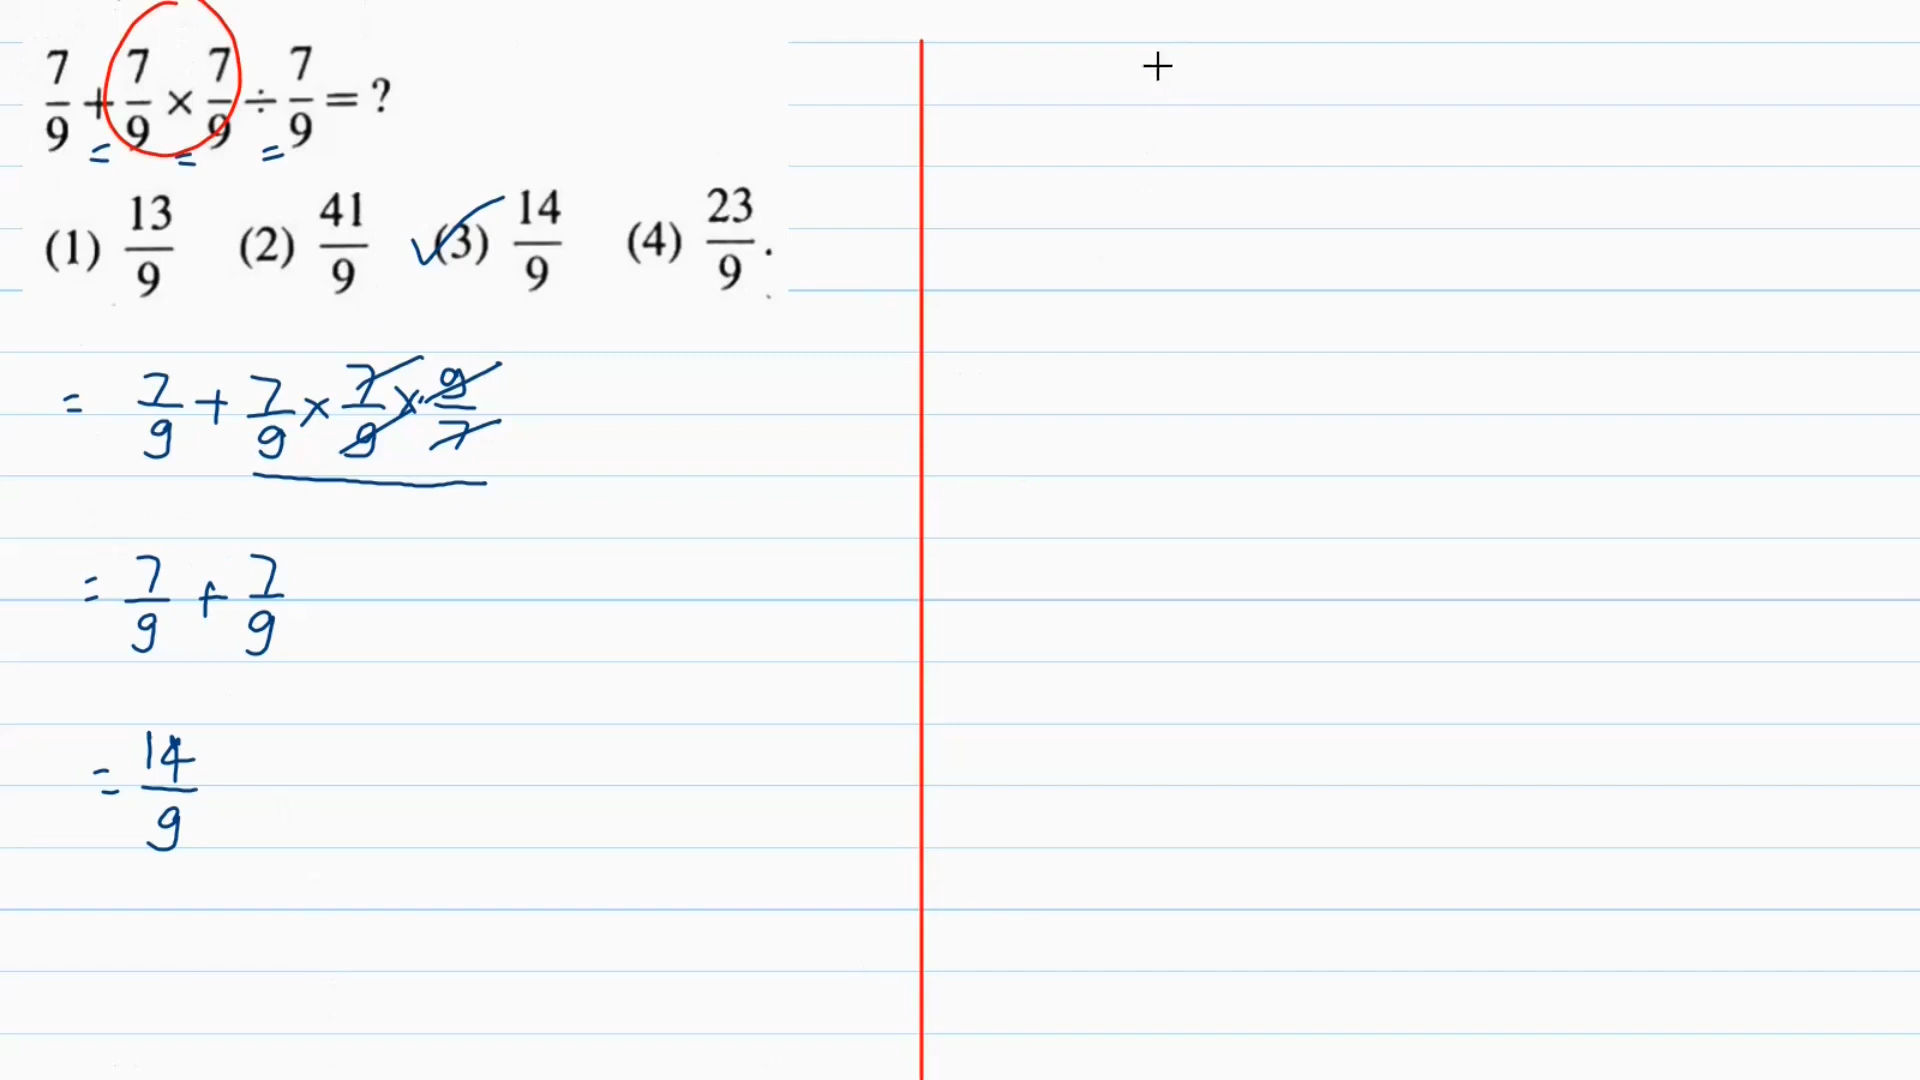 7/9 + 7/9 × 7/9 ÷ 7/9 = ?
(1) 13/9 (2) 41/9 (3) 14/9 (4) 23/9.
= 7/9 + 7/9 × 7/9 × 9/7
= 7/9 + 7/9
= 14/9